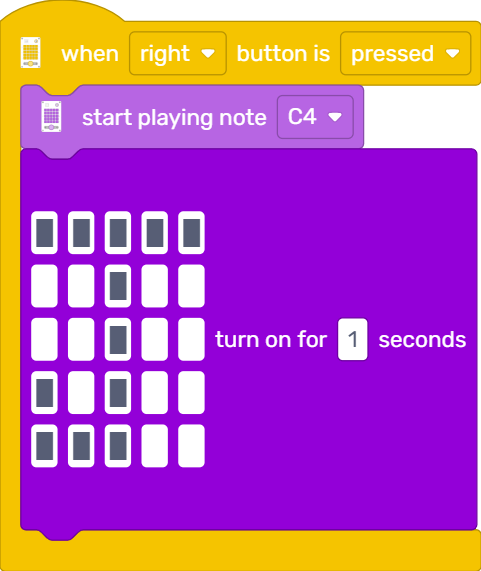 when right button is pressed
start playing note C4
turn on for 1 seconds